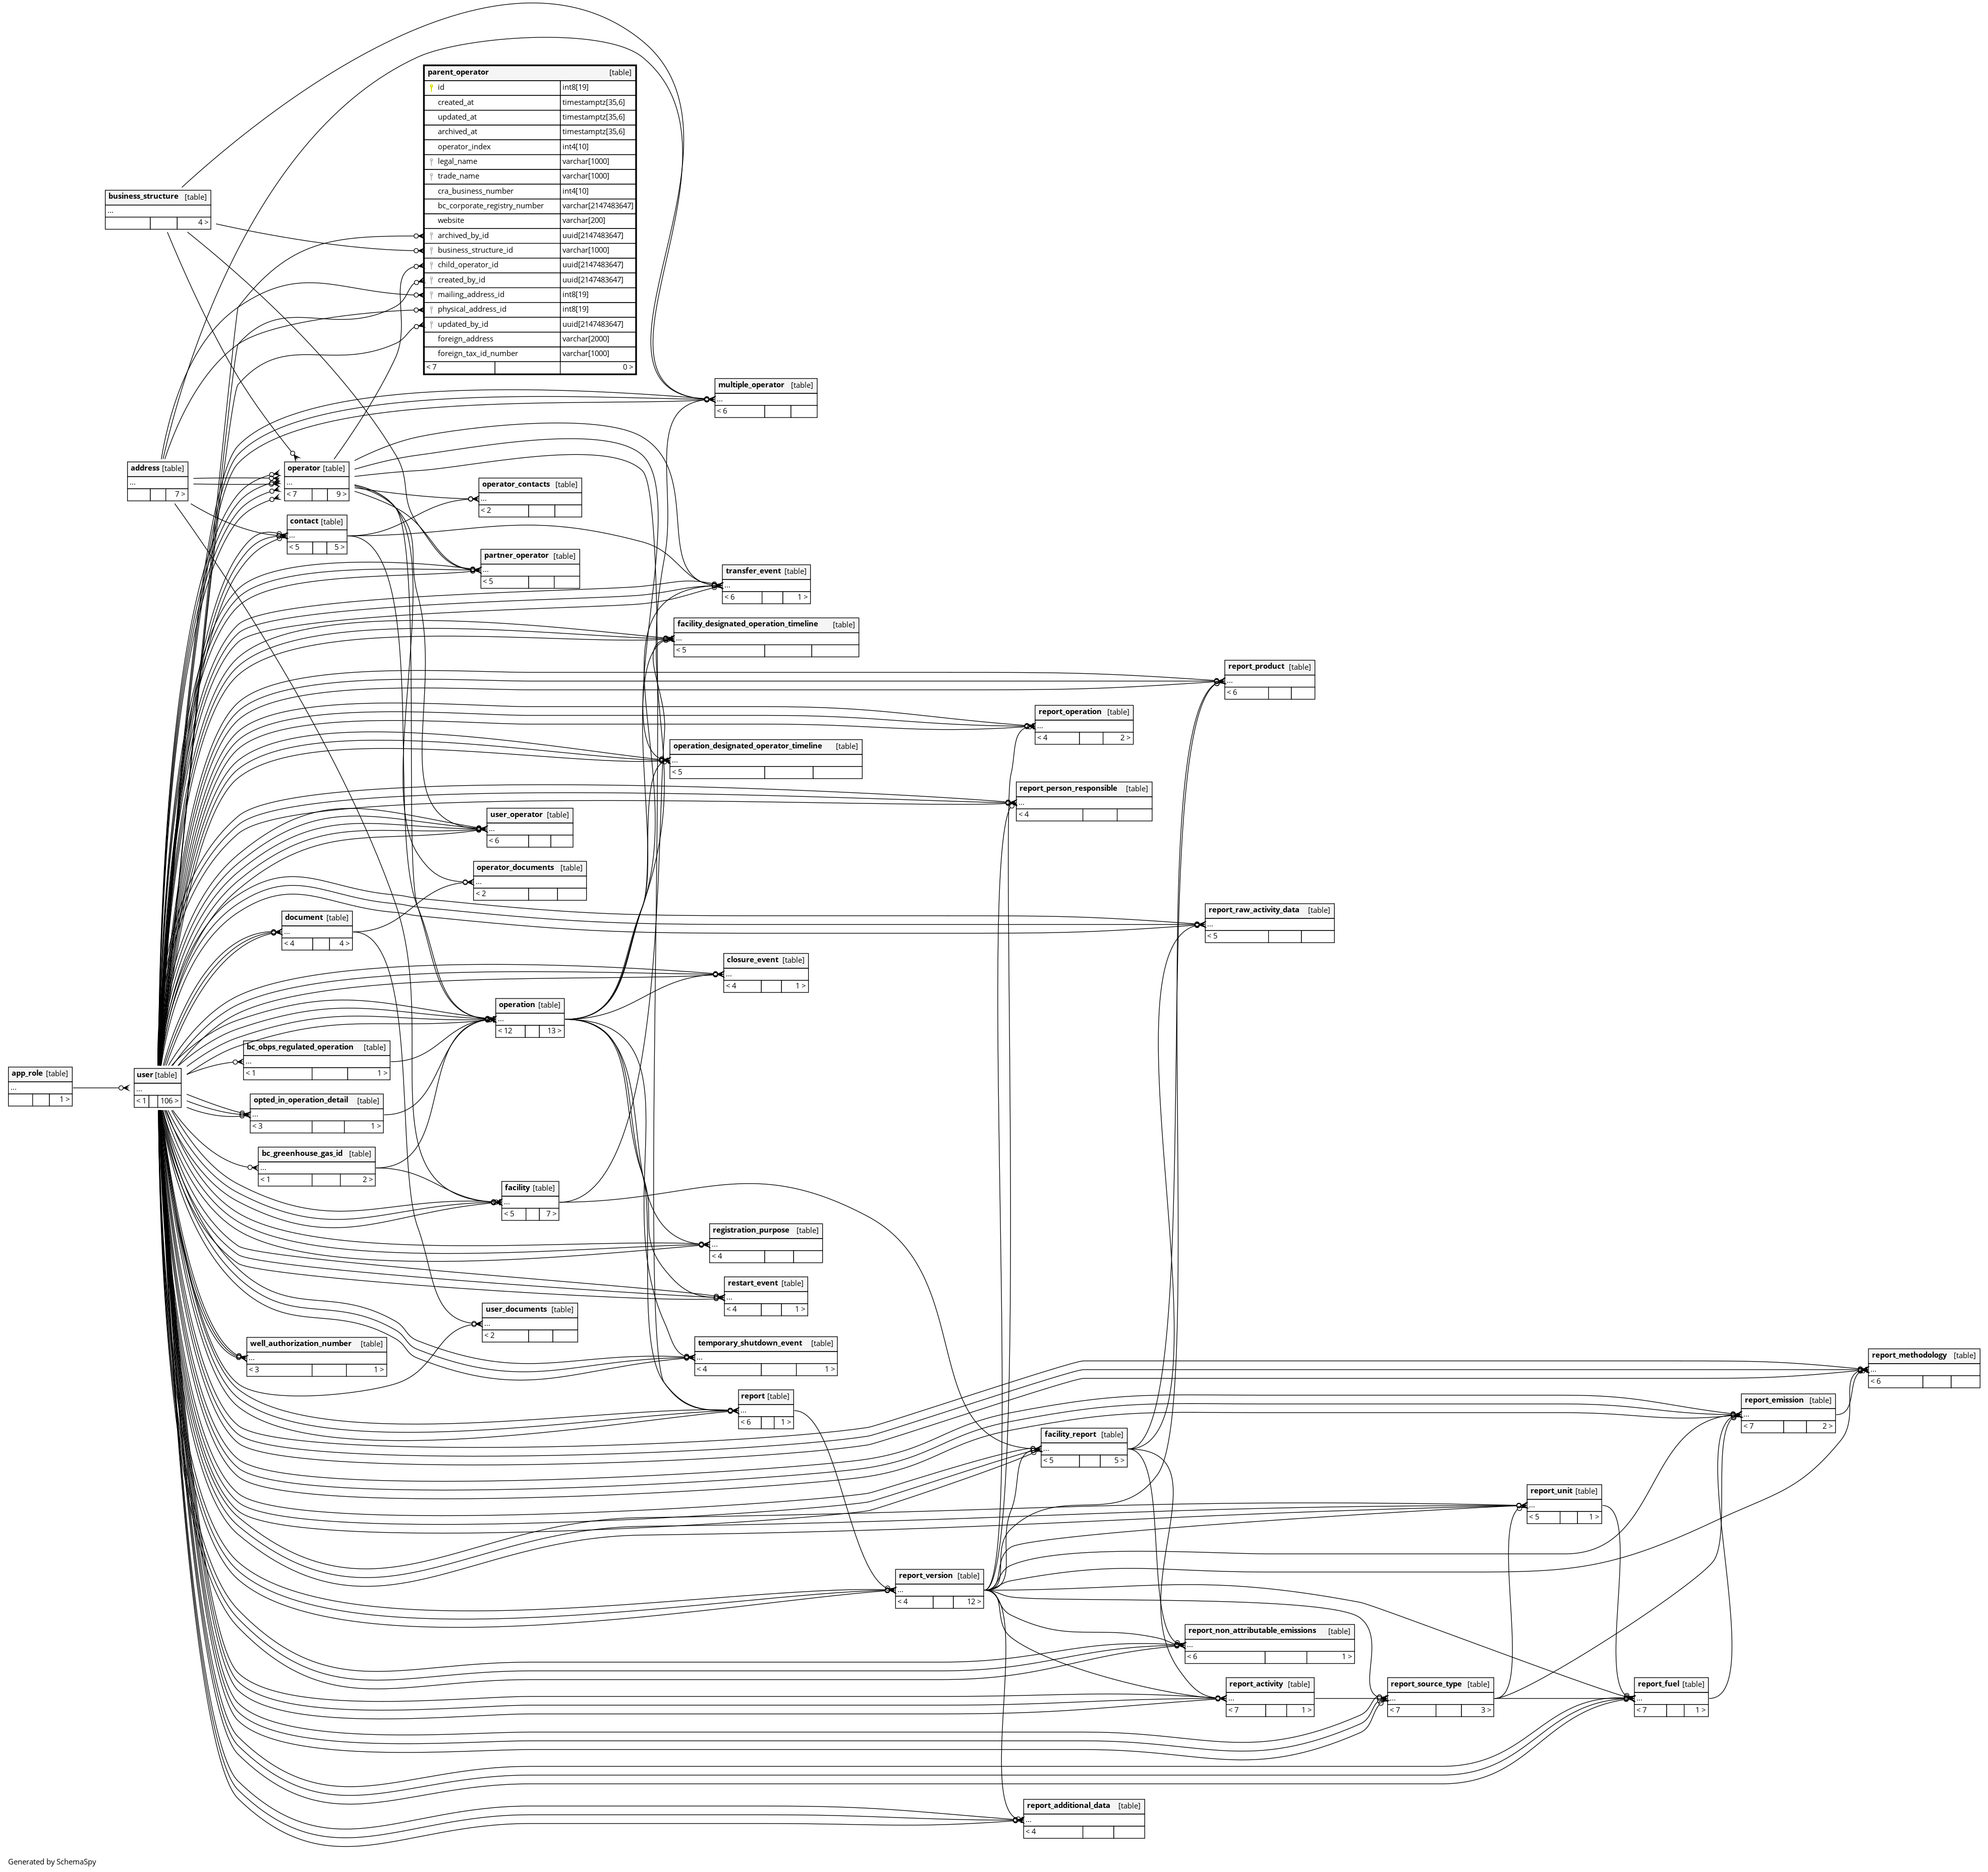 parent_operator [table]
id int8[19]
created_at timestamptz[35,6]
updated_at timestamptz[35,6]
archived_at timestamptz[35,6]
operator_index int4[10]
legal_name varchar[1000]
trade_name varchar[1000]
cra_business_number int4[10]
bc_corporate_registry_number varchar[2147483647]
website varchar[200]
archived_by_id uuid[2147483647]
business_structure_id varchar[1000]
child_operator_id uuid[2147483647]
created_by_id uuid[2147483647]
mailing_address_id int8[19]
physical_address_id int8[19]
updated_by_id uuid[2147483647]
foreign_address varchar[2000]
foreign_tax_id_number varchar[1000]
< 7 0 >
business_structure [table]
...
4 >
multiple_operator [table]
...
< 6
address [table]
...
7 >
operator [table]
...
< 7 9 >
operator_contacts [table]
...
< 2
contact [table]
...
< 5 5 >
partner_operator [table]
...
< 5
transfer_event [table]
...
< 6 1 >
facility_designated_operation_timeline [table]
...
< 5
report_product [table]
...
< 6
report_operation [table]
...
< 4 2 >
operation_designated_operator_timeline [table]
...
< 5
report_person_responsible [table]
...
< 4
user_operator [table]
...
< 6
operator_documents [table]
...
< 2
document [table]
...
< 4 4 >
report_raw_activity_data [table]
...
< 5
closure_event [table]
...
< 4 1 >
operation [table]
...
< 12 13 >
bc_obps_regulated_operation [table]
...
< 1 1 >
app_role [table]
...
1 >
user [table]
...
< 1 106 >
opted_in_operation_detail [table]
...
< 3 1 >
bc_greenhouse_gas_id [table]
...
< 1 2 >
facility [table]
...
< 5 7 >
registration_purpose [table]
...
< 4
restart_event [table]
...
< 4 1 >
user_documents [table]
...
< 2
well_authorization_number [table]
...
< 3 1 >
temporary_shutdown_event [table]
...
< 4 1 >
report_methodology [table]
...
< 6
report [table]
...
< 6 1 >
report_emission [table]
...
< 7 2 >
facility_report [table]
...
< 5 5 >
report_unit [table]
...
< 5 1 >
report_version [table]
...
< 4 12 >
report_non_attributable_emissions [table]
...
< 6 1 >
report_activity [table]
...
< 7 1 >
report_source_type [table]
...
< 7 3 >
report_fuel [table]
...
< 7 1 >
report_additional_data [table]
...
< 4
Generated by SchemaSpy